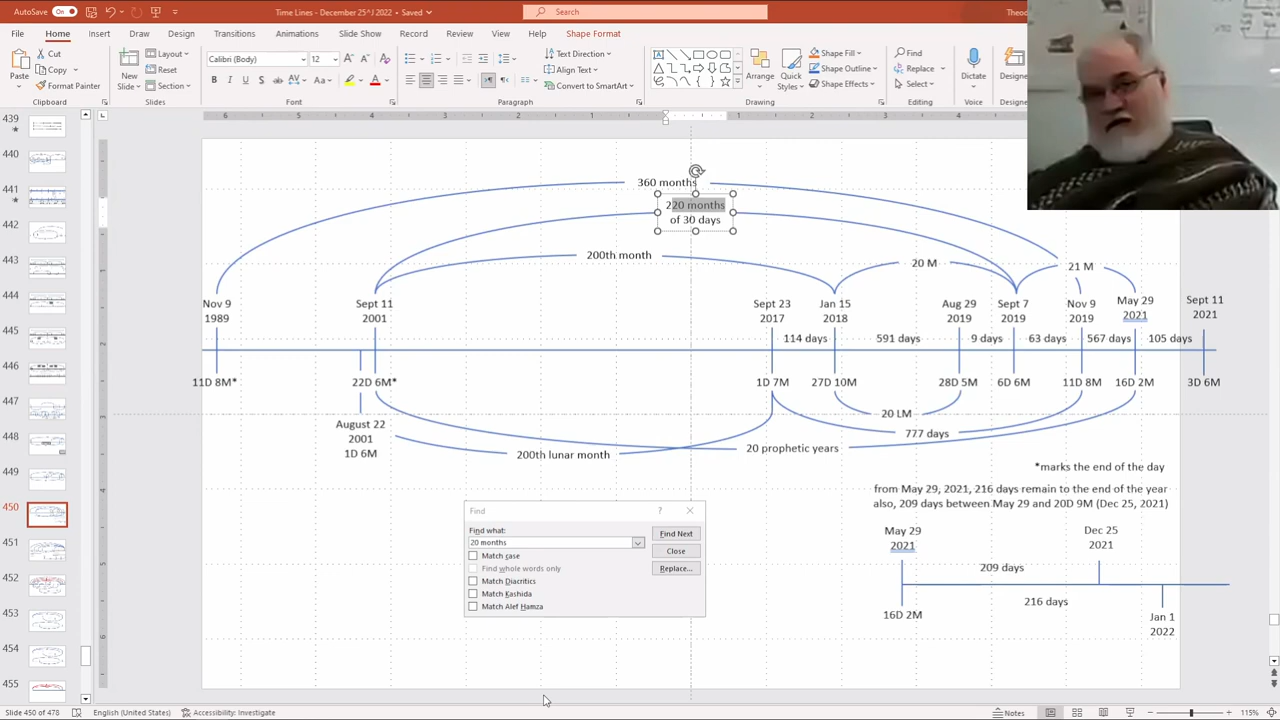 AutoSave On
Time Lines - December 25^J 2022 • Saved
Search
Theod
File Home Insert Draw Design Transitions Animations Slide Show Record Review View Help Shape Format
Paste
Cut
Copy
Format Painter
Clipboard
New
Slide
Layout
Reset
Section
Slides
Calibri (Body) 12
Font
Text Direction
Align Text
Convert to SmartArt
Paragraph
Arrange
Quick
Styles
Shape Fill
Shape Outline
Shape Effects
Drawing
Find
Replace
Select
Editing
Dictate
Voice
Designe
Designe
360 months
220 months
of 30 days
200th month
20 M
21 M
Nov 9
1989
Sept 11
2001
Sept 23
2017
Jan 15
2018
Aug 29
2019
Sept 7
2019
Nov 9
2019
May 29
2021
Sept 11
2021
114 days 591 days 9 days 63 days 567 days 105 days
11D 8M* 22D 6M* 1D 7M 27D 10M 28D 5M 6D 6M 11D 8M 16D 2M 3D 6M
August 22
2001
1D 6M
20 LM
777 days
20 prophetic years
200th lunar month
*marks the end of the day
from May 29, 2021, 216 days remain to the end of the year
also, 209 days between May 29 and 20D 9M (Dec 25, 2021)
May 29
2021
Dec 25
2021
209 days
216 days
16D 2M
Jan 1
2022
Find ?
Find what:
20 months
Match case
Find whole words only
Match Diacritics
Match Kashida
Match Alef Hamza
Find Next
Close
Replace...
440
441
443
444
445
446
447
448
449
451
452
453
454
455
Slide 450 of 478 English (United States) Accessibility: Investigate
Notes
115%